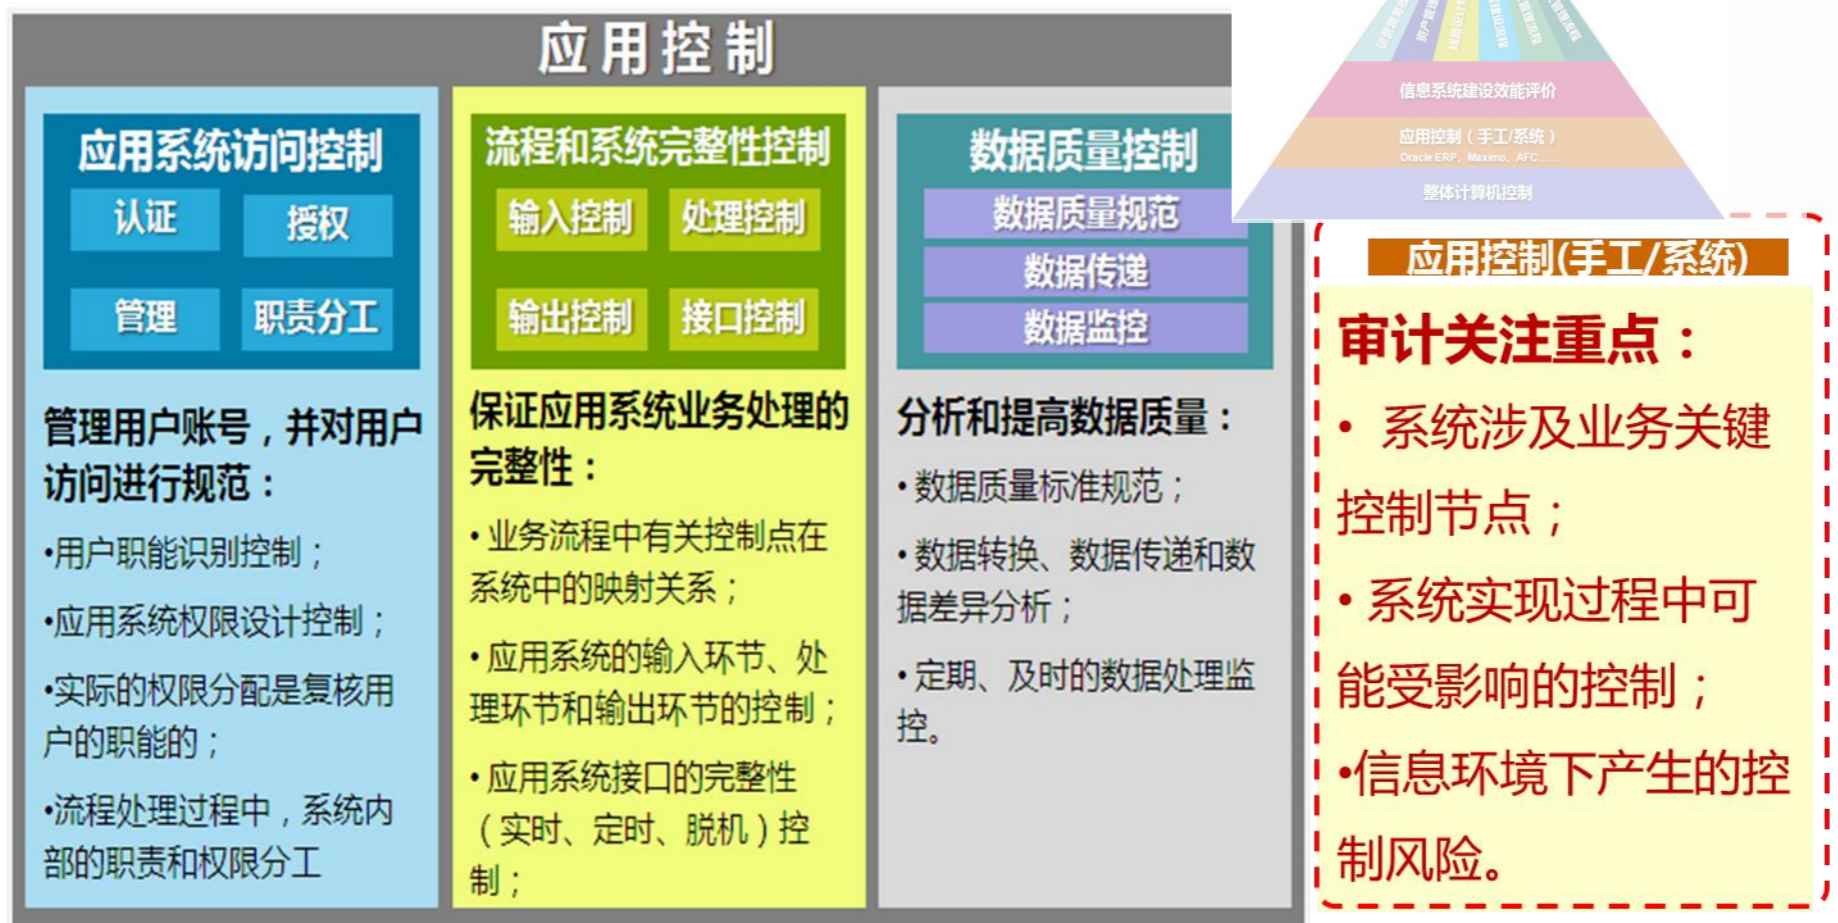 应用控制
应用系统访问控制
认证
授权
管理
职责分工
管理用户账号，并对用户
访问进行规范：
•用户职能识别控制；
•应用系统权限设计控制；
•实际的权限分配是复核用
户的职能的；
•流程处理过程中，系统内
部的职责和权限分工
流程和系统完整性控制
输入控制
处理控制
输出控制
接口控制
保证应用系统业务处理的
完整性：
• 业务流程中有关控制点在
系统中的映射关系；
• 应用系统的输入环节、处
理环节和输出环节的控制；
• 应用系统接口的完整性
（实时、定时、脱机）控
制；
数据质量控制
数据质量规范
数据传递
数据监控
分析和提高数据质量：
• 数据质量标准规范；
• 数据转换、数据传递和数
据差异分析；
• 定期、及时的数据处理监
控。
信息系统建设效能评价
应用控制（手工/系统）
Oracle ERP、Maximo、AFC......
整体计算机控制
应用控制(手工/系统)
审计关注重点：
• 系统涉及业务关键
控制节点；
• 系统实现过程中可
能受影响的控制；
•信息环境下产生的控
制风险。